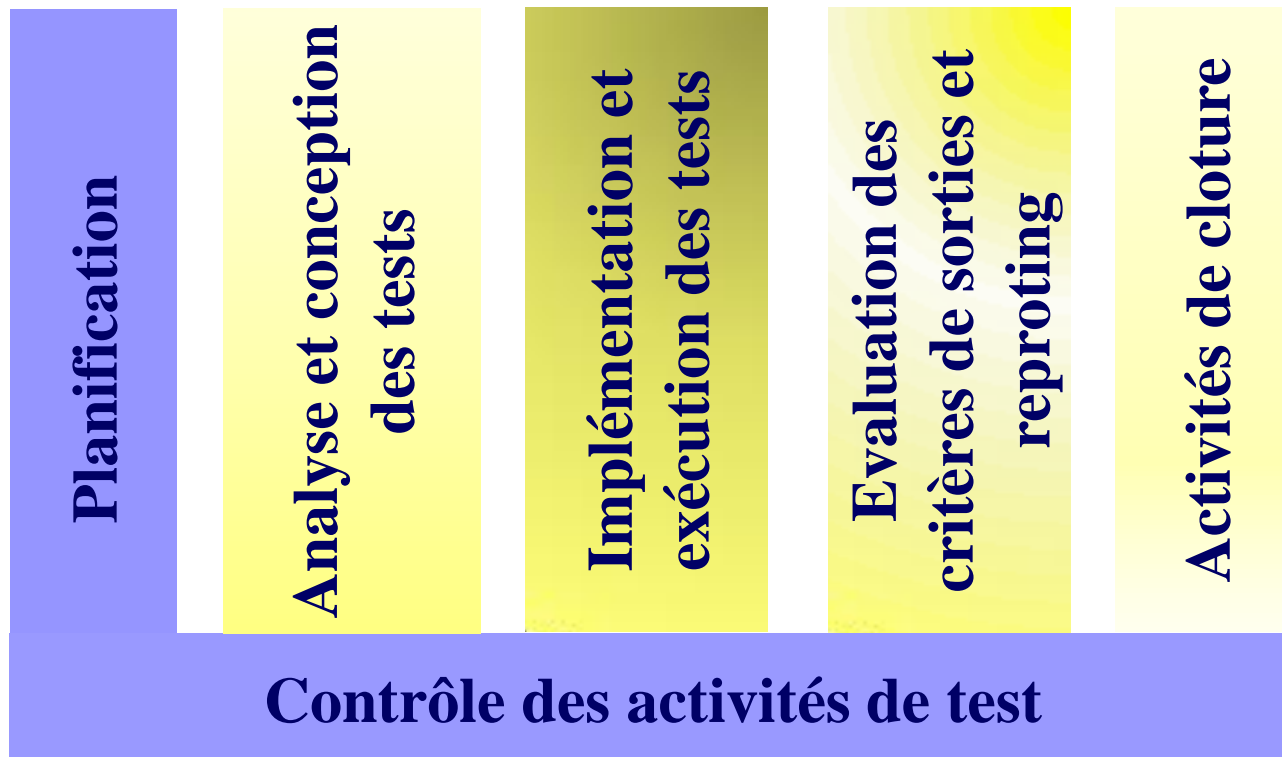 Planification
Analyse et conception
des tests
Implémentation et
exécution des tests
Evaluation des
critères de sorties et
reproting
Activités de cloture
Contrôle des activités de test